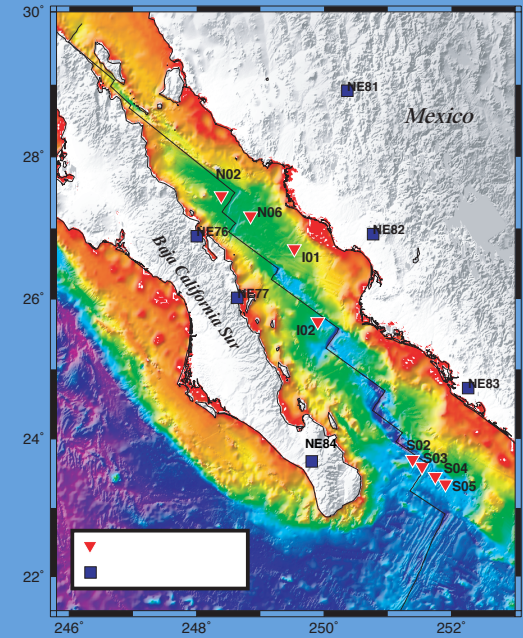 30°
NE81
Mexico
28°
N02
N06
NE76
NE82
I01
Baja California Sur
26°
NE77
I02
NE83
24°
NE84
S02
S03
S04
S05
22°
246°
248°
250°
252°